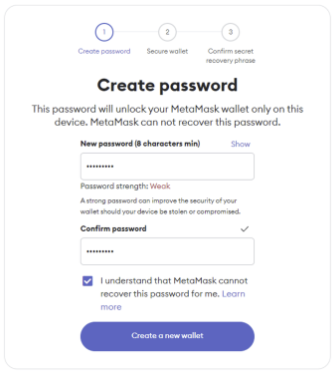 1 2 3
Create password Secure wallet Confirm secret
recovery phrase
Create password
This password will unlock your MetaMask wallet only on this
device. MetaMask can not recover this password.
New password (8 characters min) Show
•••••••••
Password strength: Weak
A strong password can improve the security of your
wallet should your device be stolen or compromised.
Confirm password
•••••••••
I understand that MetaMask cannot
recover this password for me. Learn
more
Create a new wallet